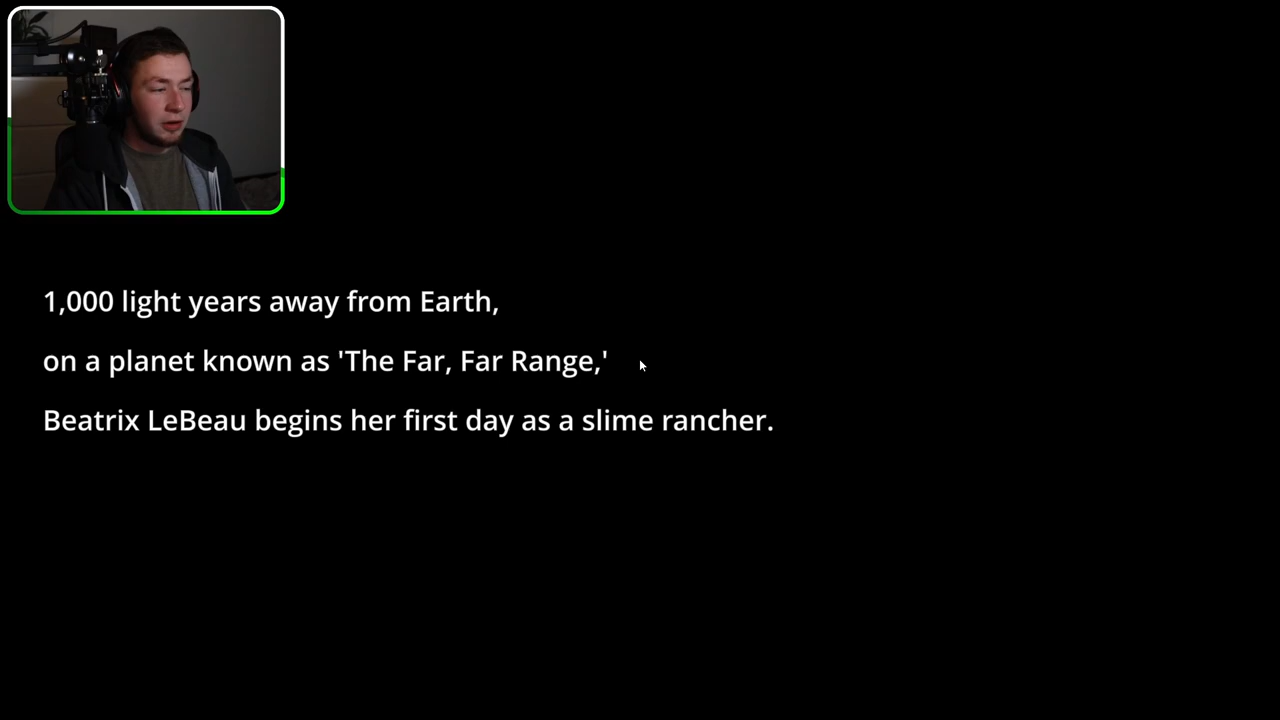 1,000 light years away from Earth,
on a planet known as 'The Far, Far Range,'
Beatrix LeBeau begins her first day as a slime rancher.